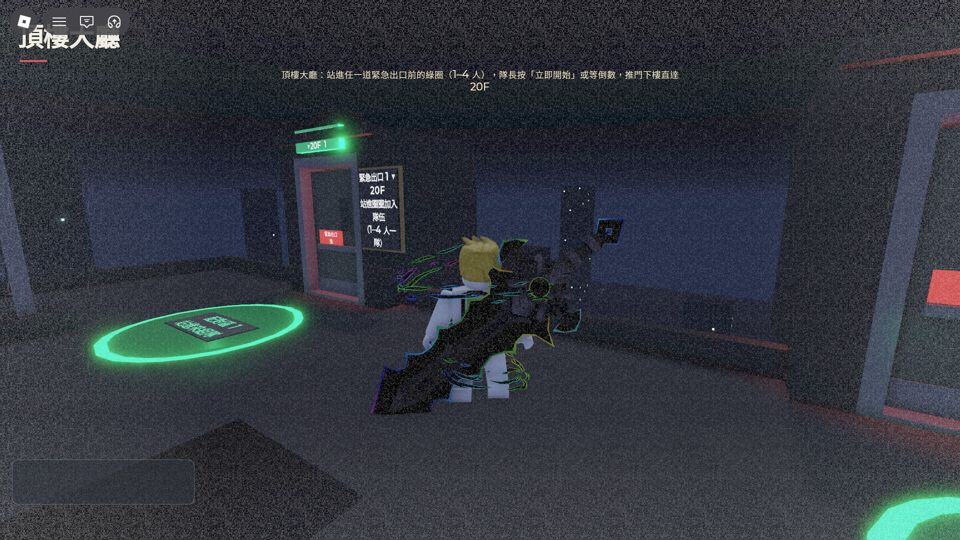 頂樓大廳
頂樓大廳：站進任一道緊急出口前的綠圈（1–4 人），隊長按「立即開始」或等倒數，推門下樓直達
20F
▼20F 1
緊急出口 1 ▼
20F
站進綠圈加入
隊伍
（1–4 人一
隊）